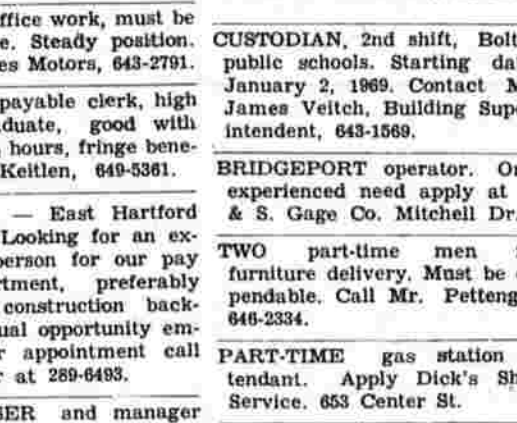 ffice work, must be
e. Steady position.
es Motors, 643-2791.
payable clerk, high
duate, good with
hours, fringe bene-
Keitlen, 649-5361.
— East Hartford
Looking for an ex-
person for our pay
rtment, preferably
construction back-
ual opportunity em-
r appointment call
r at 289-6493.
SER and manager
CUSTODIAN, 2nd shift, Bolt
public schools. Starting da
January 2, 1969. Contact M
James Veitch, Building Supe
intendent, 643-1569.
BRIDGEPORT operator. On
experienced need apply at
& S. Gage Co. Mitchell Dr.
TWO part-time men
furniture delivery. Must be
pendable. Call Mr. Petteng
646-2334.
PART-TIME gas station
tendant. Apply Dick's Sh
Service. 653 Center St.